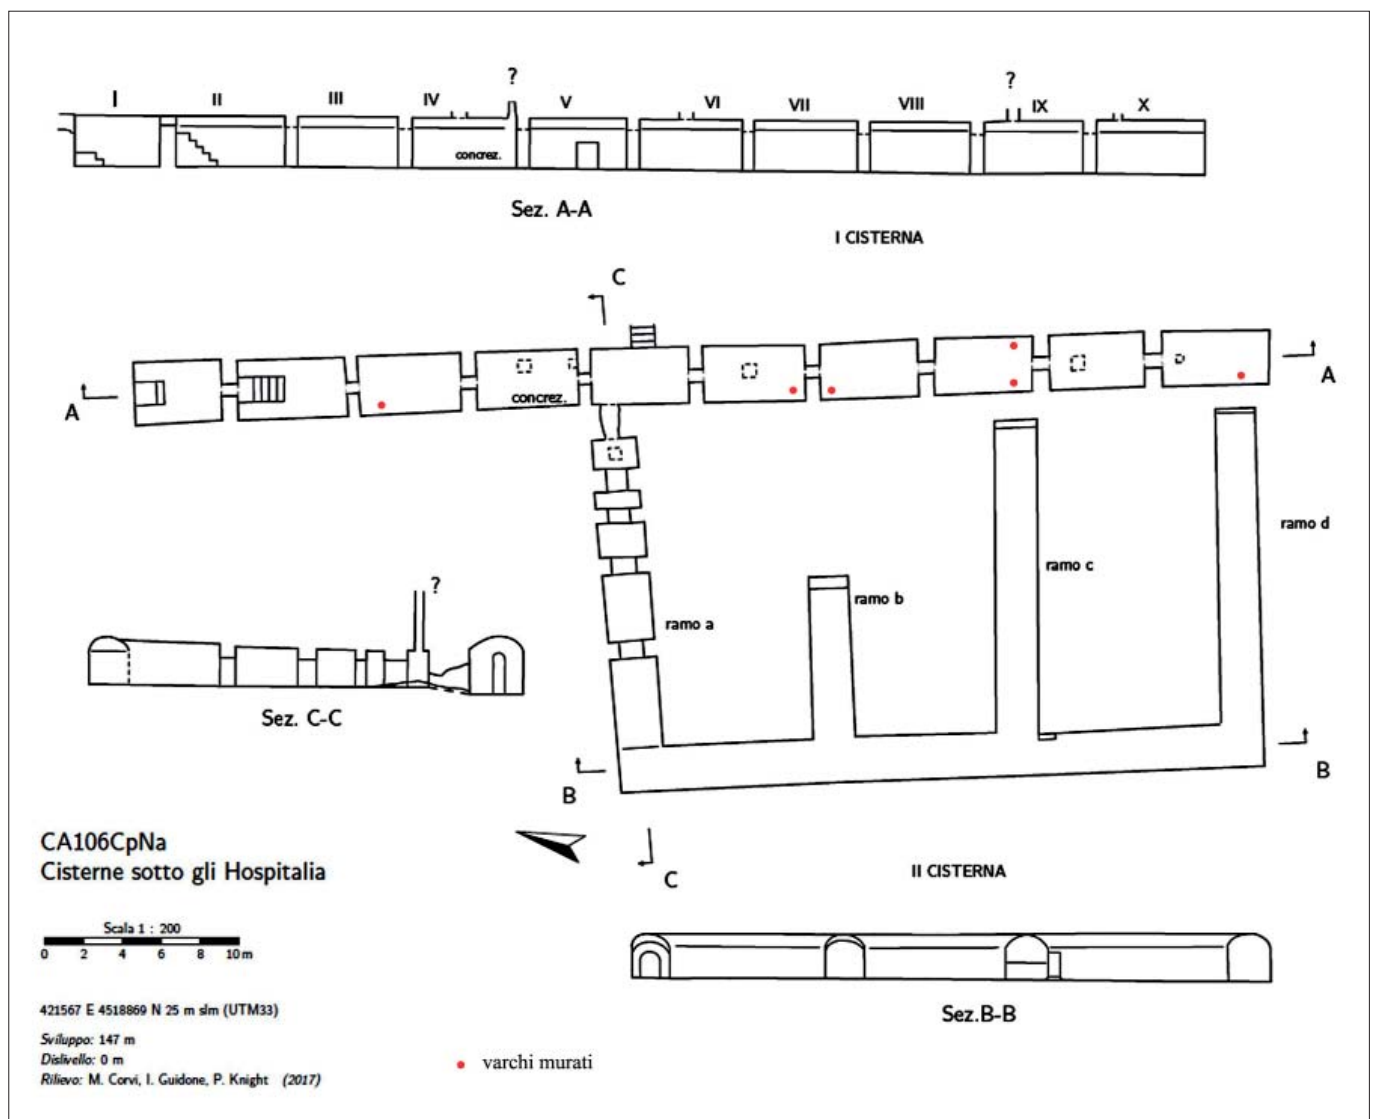 ?
?
I II III IV V VI VII VIII IX X
concrez.
Sez. A-A
I CISTERNA
C
A
A
concrez.
ramo d
ramo c
?
ramo b
ramo a
Sez. C-C
B
B
C
CA106CpNa
Cisterne sotto gli Hospitalia
II CISTERNA
Scala 1 : 200
0 2 4 6 8 10 m
421567 E 4518869 N 25 m slm (UTM33)
Sez.B-B
Sviluppo: 147 m
Dislivello: 0 m
Rilievo: M. Corvi, I. Guidone, P. Knight (2017)
varchi murati